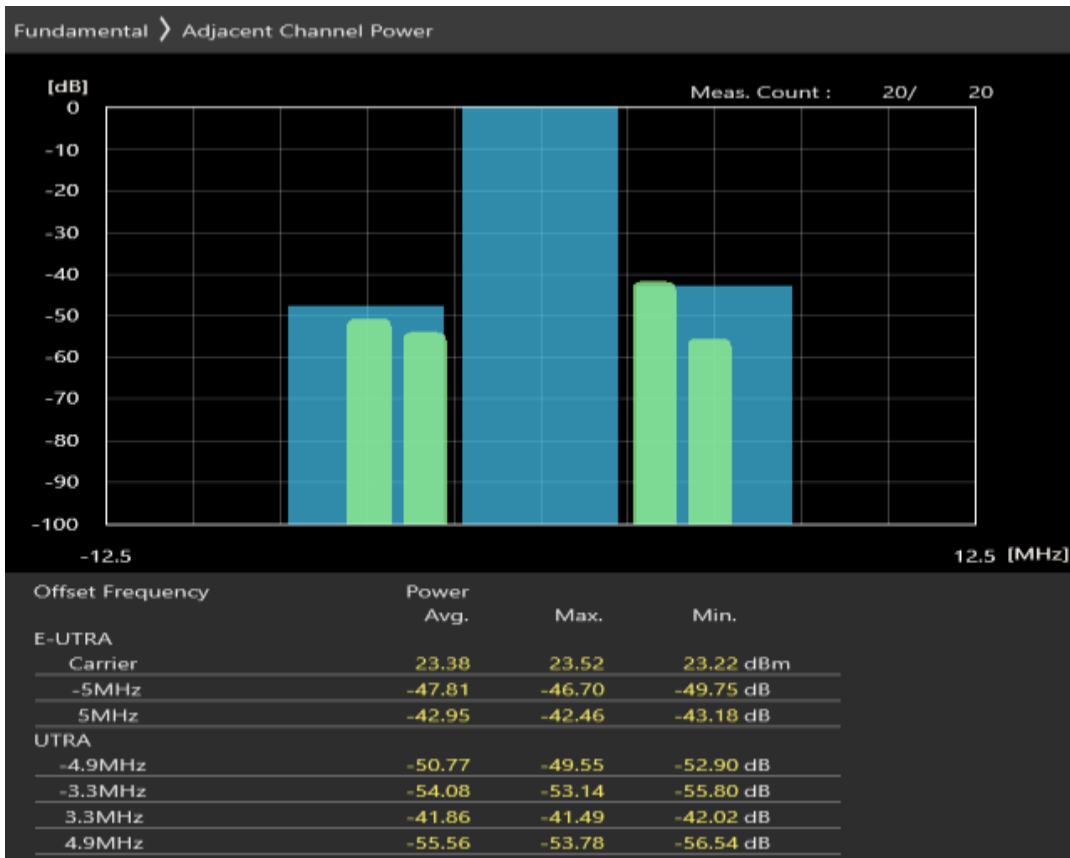 Fundamental 〉 Adjacent Channel Power
[dB]
Meas. Count : 20/ 20
0
-10
-20
-30
-40
-50
-60
-70
-80
-90
-100
-12.5 12.5 [MHz]
Offset Frequency Power
Avg. Max. Min.
E-UTRA
Carrier 23.38 23.52 23.22 dBm
-5MHz -47.81 -46.70 -49.75 dB
5MHz -42.95 -42.46 -43.18 dB
UTRA
-4.9MHz -50.77 -49.55 -52.90 dB
-3.3MHz -54.08 -53.14 -55.80 dB
3.3MHz -41.86 -41.49 -42.02 dB
4.9MHz -55.56 -53.78 -56.54 dB